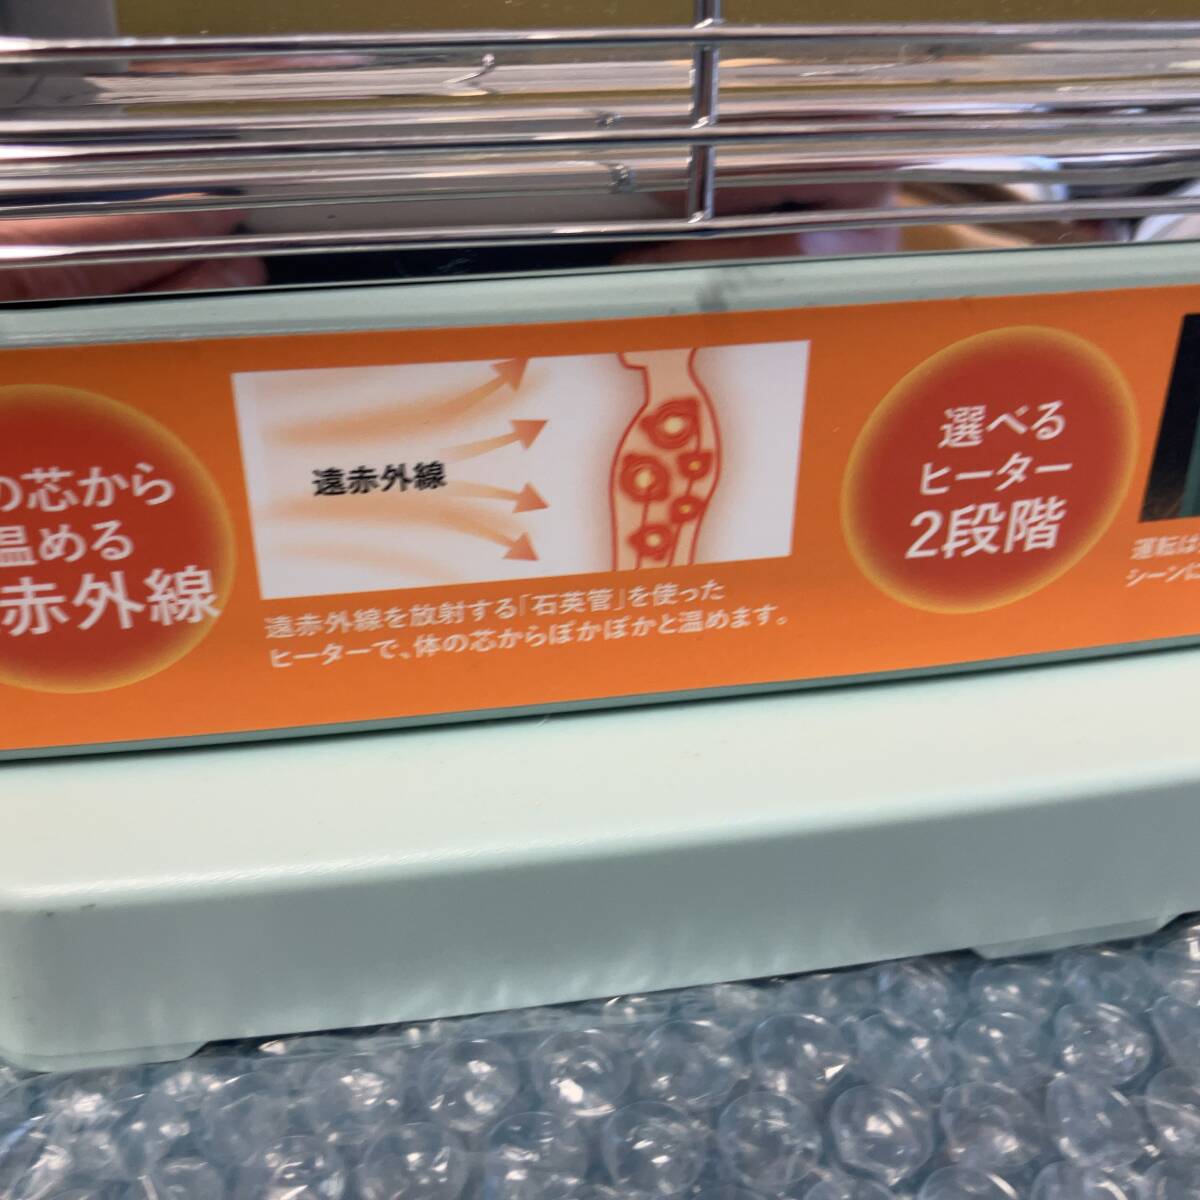 の芯から
温める
赤外線
遠赤外線
遠赤外線を放射する「石英管」を使った
ヒーターで、体の芯からぽかぽかと温めます。
選べる
ヒーター
2段階
運転は
シーンに